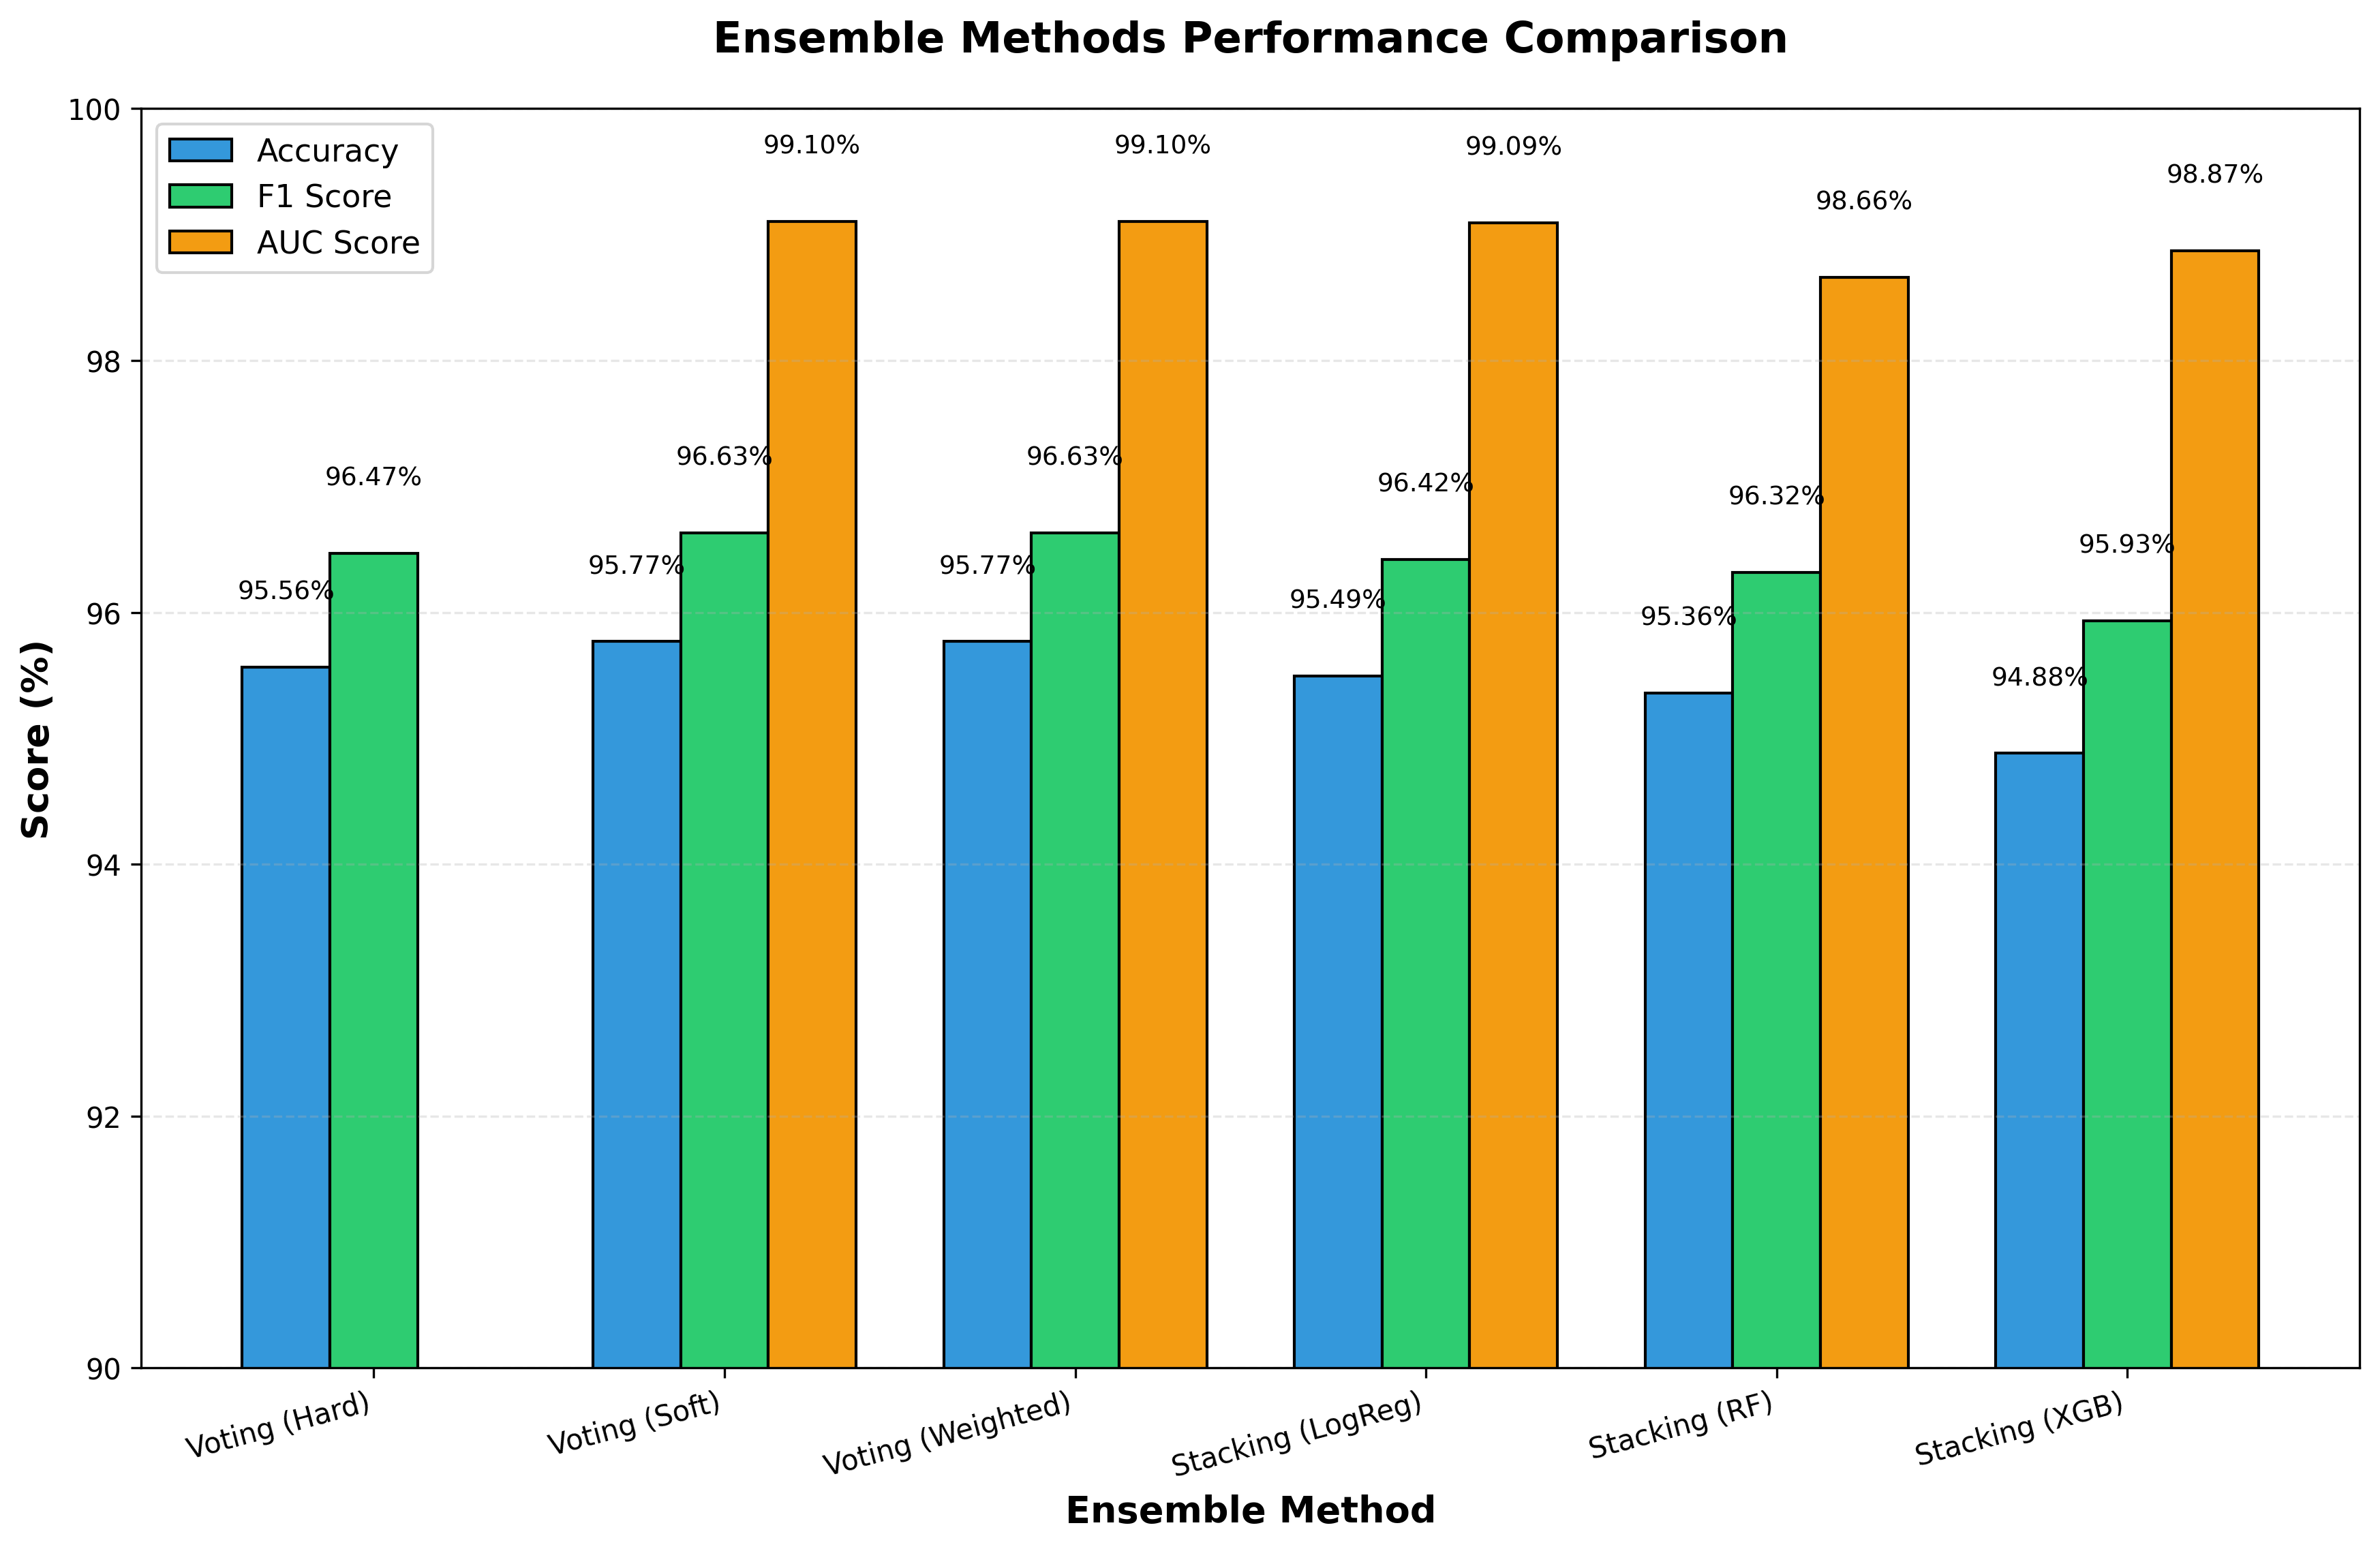 Ensemble Methods Performance Comparison
100
98
96
94
92
90
Score (%)
Accuracy
F1 Score
AUC Score
95.56%
96.47%
95.77%
96.63%
99.10%
95.77%
96.63%
99.10%
95.49%
96.42%
99.09%
95.36%
96.32%
98.66%
94.88%
95.93%
98.87%
Voting (Hard)
Voting (Soft)
Voting (Weighted)
Stacking (LogReg)
Stacking (RF)
Stacking (XGB)
Ensemble Method